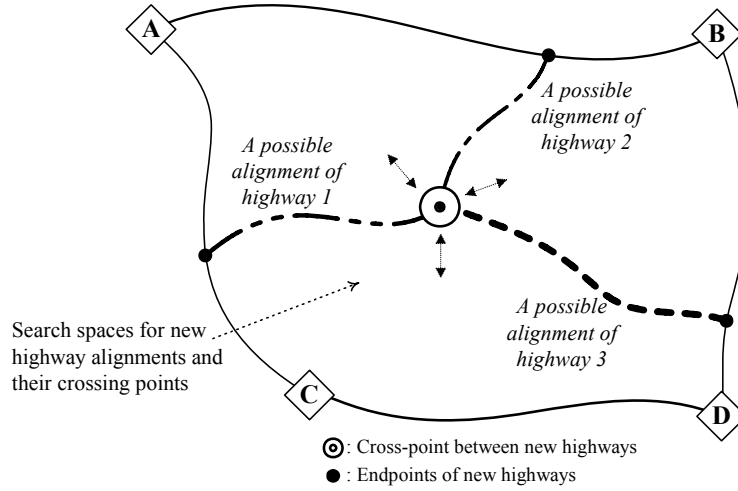 A
B
A possible
alignment of
highway 2
A possible
alignment of
highway 1
A possible
alignment of
highway 3
Search spaces for new
highway alignments and
their crossing points
C
D
: Cross-point between new highways
: Endpoints of new highways